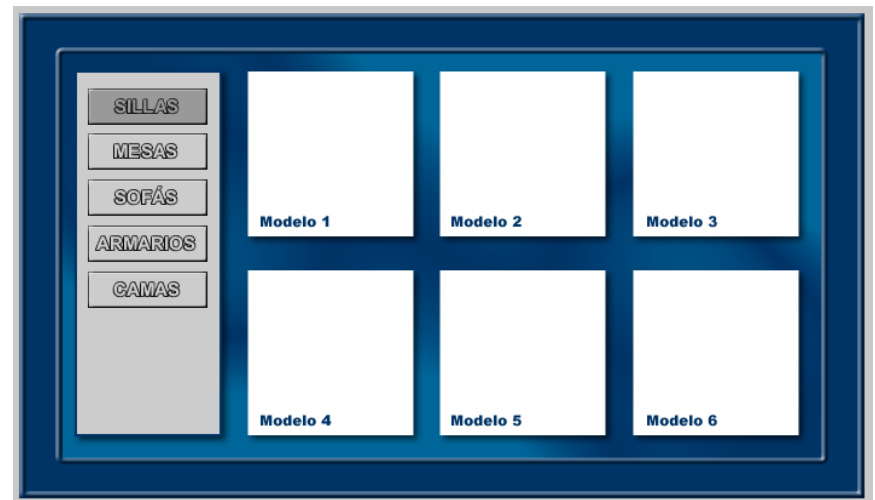 SILLAS
MESAS
SOFÁS
ARMARIOS
CAMAS
Modelo 1
Modelo 2
Modelo 3
Modelo 4
Modelo 5
Modelo 6